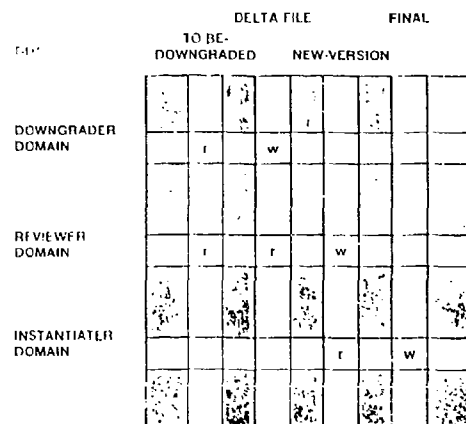 DELTA FILE FINAL
TO BE-
DOWNGRADED NEW-VERSION
DOWNGRADER
DOMAIN r w
REVIEWER
DOMAIN r r w
INSTANTIATER
DOMAIN r w